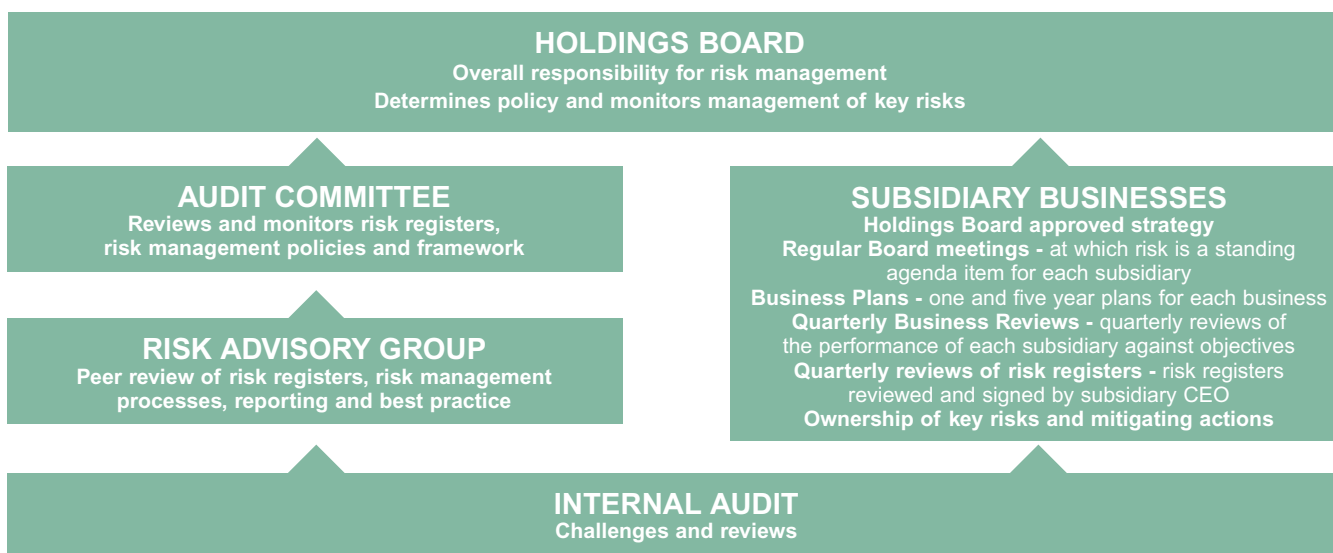 HOLDINGS BOARD
Overall responsibility for risk management
Determines policy and monitors management of key risks
AUDIT COMMITTEE
Reviews and monitors risk registers,
risk management policies and framework
RISK ADVISORY GROUP
Peer review of risk registers, risk management
processes, reporting and best practice
SUBSIDIARY BUSINESSES
Holdings Board approved strategy
Regular Board meetings - at which risk is a standing
agenda item for each subsidiary
Business Plans - one and five year plans for each business
Quarterly Business Reviews - quarterly reviews of
the performance of each subsidiary against objectives
Quarterly reviews of risk registers - risk registers
reviewed and signed by subsidiary CEO
Ownership of key risks and mitigating actions
INTERNAL AUDIT
Challenges and reviews